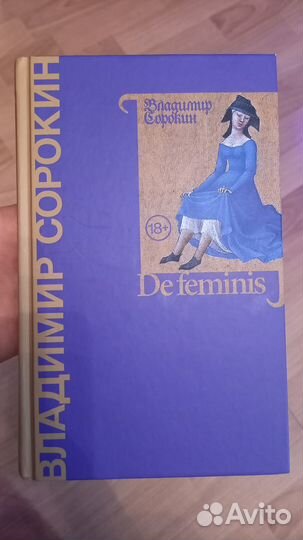 ВЛАДИМИР СОРОКИН
Владимир
Сорокин
18+
De feminis
Avito